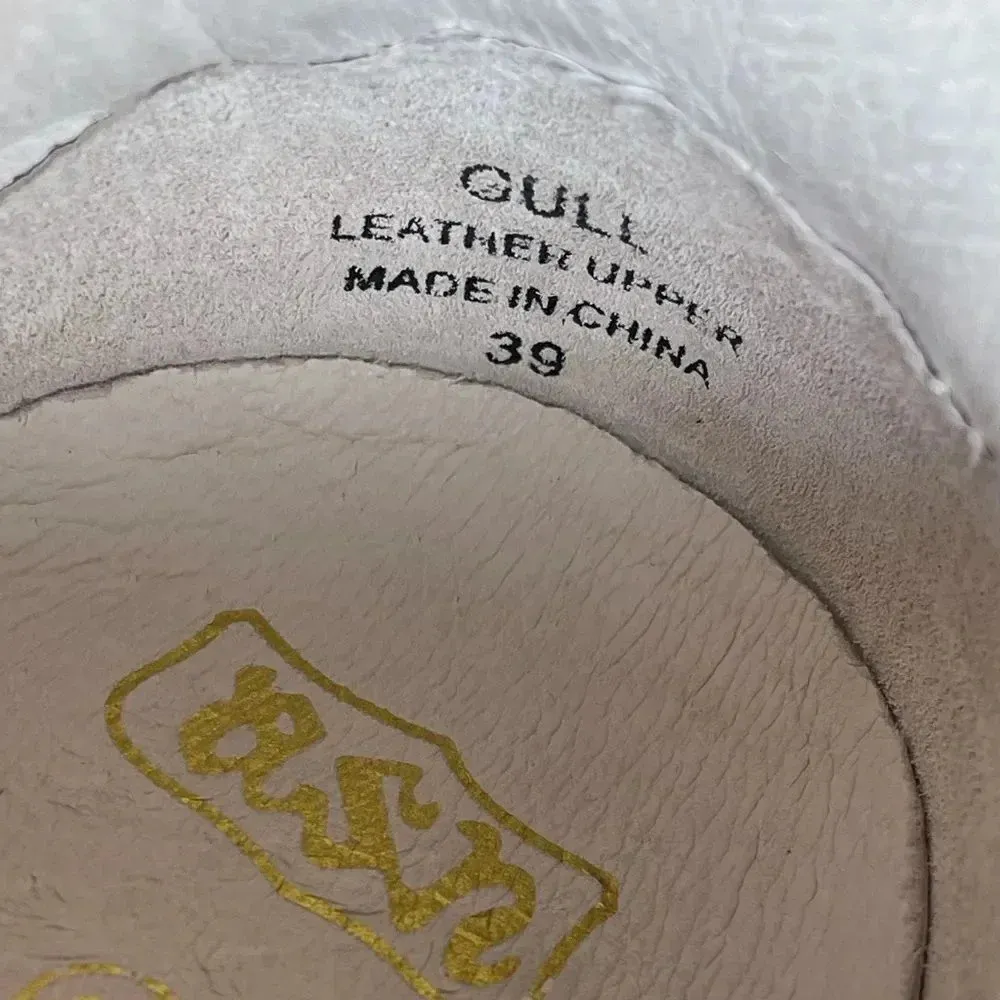 GULL
LEATHER UPPER
MADE IN CHINA
39